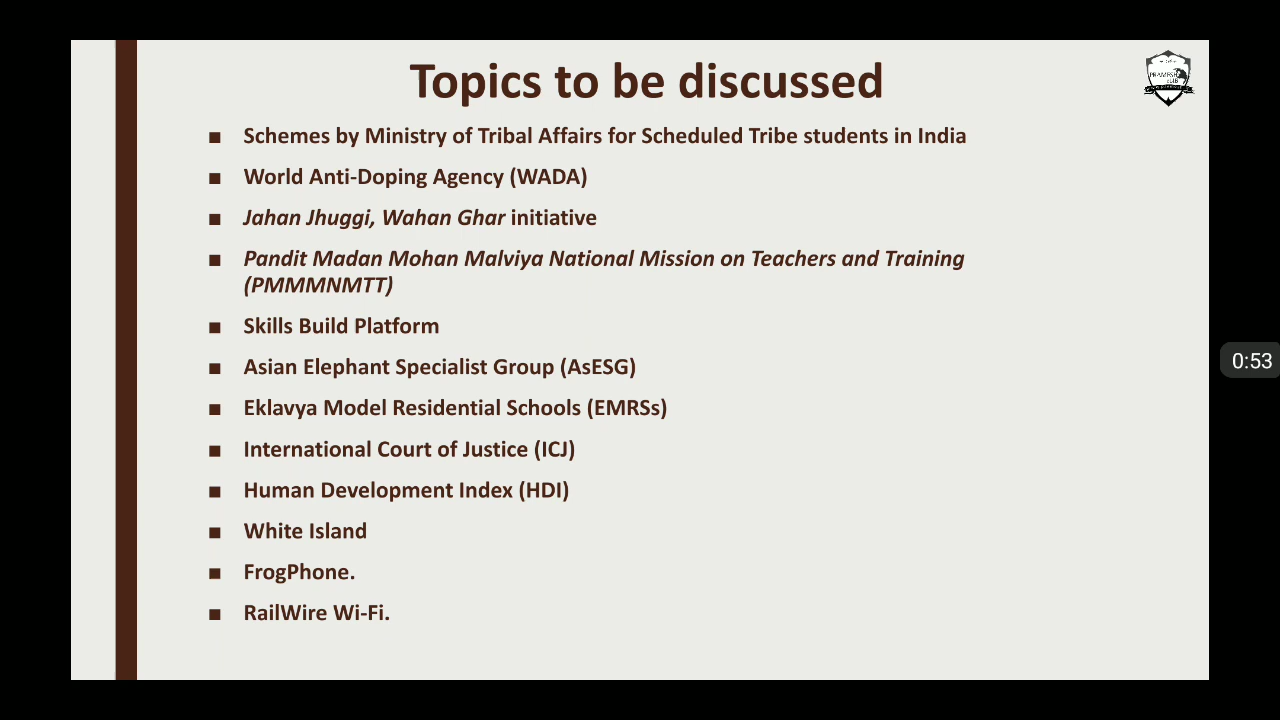 Topics to be discussed
■ Schemes by Ministry of Tribal Affairs for Scheduled Tribe students in India
■ World Anti-Doping Agency (WADA)
■ Jahan Jhuggi, Wahan Ghar initiative
■ Pandit Madan Mohan Malviya National Mission on Teachers and Training
(PMMMNMTT)
■ Skills Build Platform
■ Asian Elephant Specialist Group (AsESG)
■ Eklavya Model Residential Schools (EMRSs)
■ International Court of Justice (ICJ)
■ Human Development Index (HDI)
■ White Island
■ FrogPhone.
■ RailWire Wi-Fi.
0:53